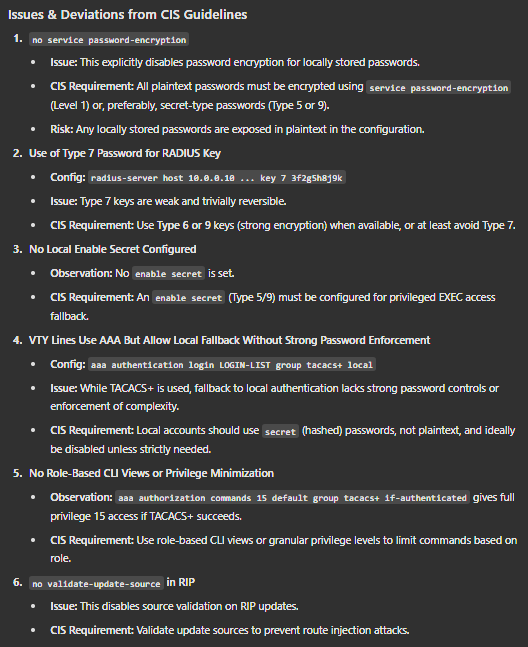 Issues & Deviations from CIS Guidelines
1. no service password-encryption
• Issue: This explicitly disables password encryption for locally stored passwords.
• CIS Requirement: All plaintext passwords must be encrypted using service password-encryption
(Level 1) or, preferably, secret-type passwords (Type 5 or 9).
• Risk: Any locally stored passwords are exposed in plaintext in the configuration.
2. Use of Type 7 Password for RADIUS Key
• Config: radius-server host 10.0.0.10 ... key 7 3f2g5h8j9k
• Issue: Type 7 keys are weak and trivially reversible.
• CIS Requirement: Use Type 6 or 9 keys (strong encryption) when available, or at least avoid Type 7.
3. No Local Enable Secret Configured
• Observation: No enable secret is set.
• CIS Requirement: An enable secret (Type 5/9) must be configured for privileged EXEC access
fallback.
4. VTY Lines Use AAA But Allow Local Fallback Without Strong Password Enforcement
• Config: aaa authentication login LOGIN-LIST group tacacs+ local
• Issue: While TACACS+ is used, fallback to local authentication lacks strong password controls or
enforcement of complexity.
• CIS Requirement: Local accounts should use secret (hashed) passwords, not plaintext, and ideally
be disabled unless strictly needed.
5. No Role-Based CLI Views or Privilege Minimization
• Observation: aaa authorization commands 15 default group tacacs+ if-authenticated gives full
privilege 15 access if TACACS+ succeeds.
• CIS Requirement: Use role-based CLI views or granular privilege levels to limit commands based on
role.
6. no validate-update-source in RIP
• Issue: This disables source validation on RIP updates.
• CIS Requirement: Validate update sources to prevent route injection attacks.